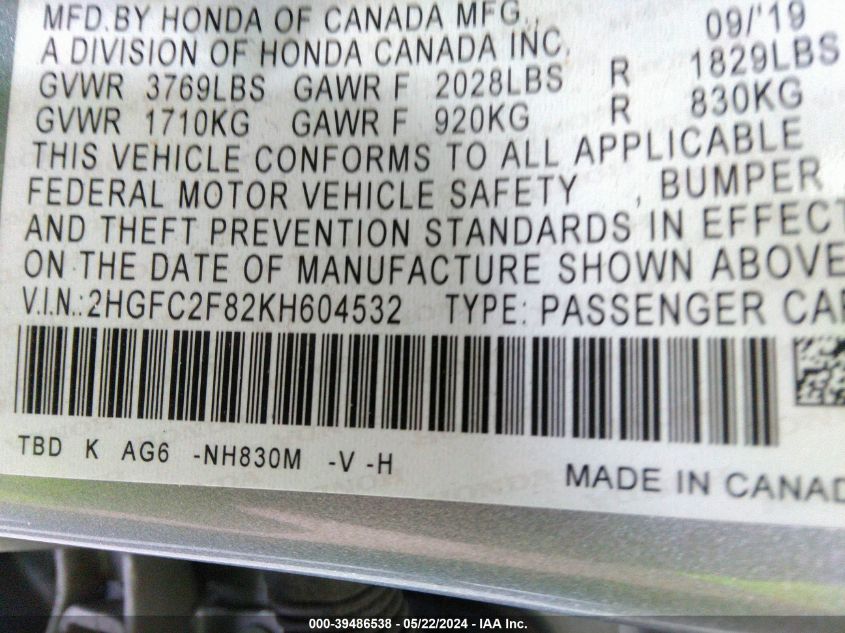 MFD.BY HONDA OF CANADA MFG., 09/'19
A DIVISION OF HONDA CANADA INC.
GVWR 3769LBS GAWR F 2028LBS R 1829LBS
GVWR 1710KG GAWR F 920KG R 830KG
THIS VEHICLE CONFORMS TO ALL APPLICABLE
FEDERAL MOTOR VEHICLE SAFETY , BUMPER
AND THEFT PREVENTION STANDARDS IN EFFECT
ON THE DATE OF MANUFACTURE SHOWN ABOVE
V.I.N.:2HGFC2F82KH604532 TYPE: PASSENGER CAR
TBD K AG6 -NH830M -V -H
MADE IN CANAD
000-39486538 - 05/22/2024 - IAA Inc.